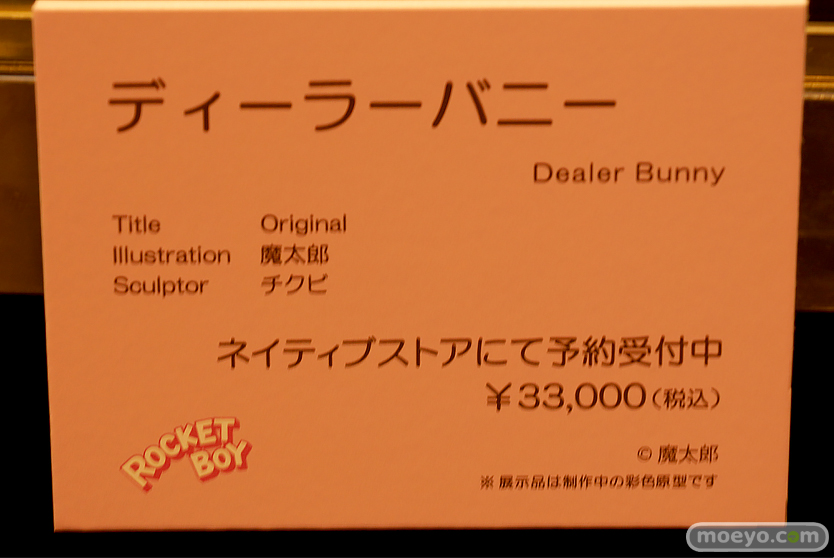 ディーラーバニー
Dealer Bunny
Title Original
Illustration 魔太郎
Sculptor チクビ
ネイティブストアにて予約受付中
¥33,000(税込)
ROCKET
BOY
© 魔太郎
※展示品は制作中の彩色原型です
moeyo.com